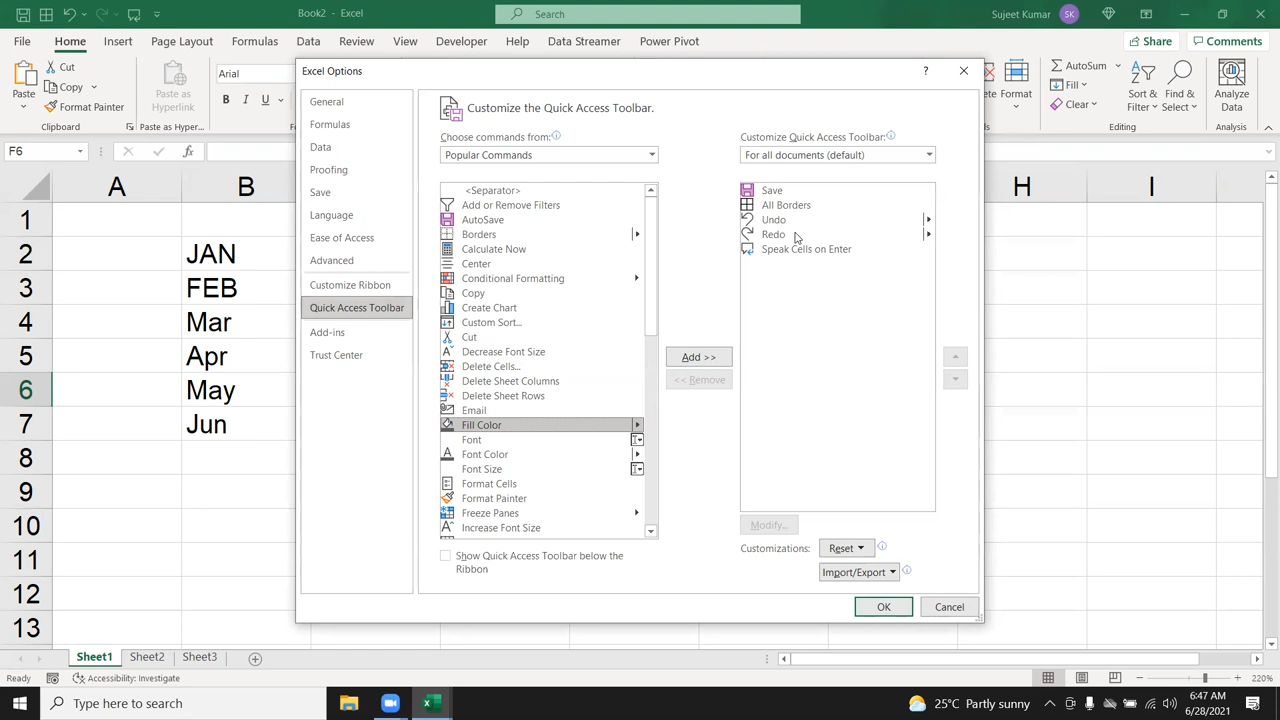 Book2 - Excel
Search
Sujeet Kumar
SK
File
Home
Insert
Page Layout
Formulas
Data
Review
View
Developer
Help
Data Streamer
Power Pivot
Share
Comments
Paste
Cut
Copy
Format Painter
Clipboard
Paste as
Hyperlink
Paste as Hyper...
Arial
B
I
U
Format
AutoSum
Fill
Clear
Sort &
Filter
Find &
Select
Editing
Analyze
Data
Analysis
F6
fx
A
B
H
I
1
2
JAN
3
FEB
4
Mar
5
Apr
6
May
7
Jun
8
9
10
11
12
13
Excel Options
?
General
Formulas
Data
Proofing
Save
Language
Ease of Access
Advanced
Customize Ribbon
Quick Access Toolbar
Add-ins
Trust Center
Customize the Quick Access Toolbar.
Choose commands from:
Popular Commands
<Separator>
Add or Remove Filters
AutoSave
Borders
Calculate Now
Center
Conditional Formatting
Copy
Create Chart
Custom Sort...
Cut
Decrease Font Size
Delete Cells...
Delete Sheet Columns
Delete Sheet Rows
Email
Fill Color
Font
Font Color
Font Size
Format Cells
Format Painter
Freeze Panes
Increase Font Size
Show Quick Access Toolbar below the
Ribbon
Add >>
<< Remove
Customize Quick Access Toolbar:
For all documents (default)
Save
All Borders
Undo
Redo
Speak Cells on Enter
Modify...
Customizations:
Reset
Import/Export
OK
Cancel
Sheet1
Sheet2
Sheet3
Ready
Accessibility: Investigate
220%
Type here to search
25°C Partly sunny
6:47 AM
6/28/2021